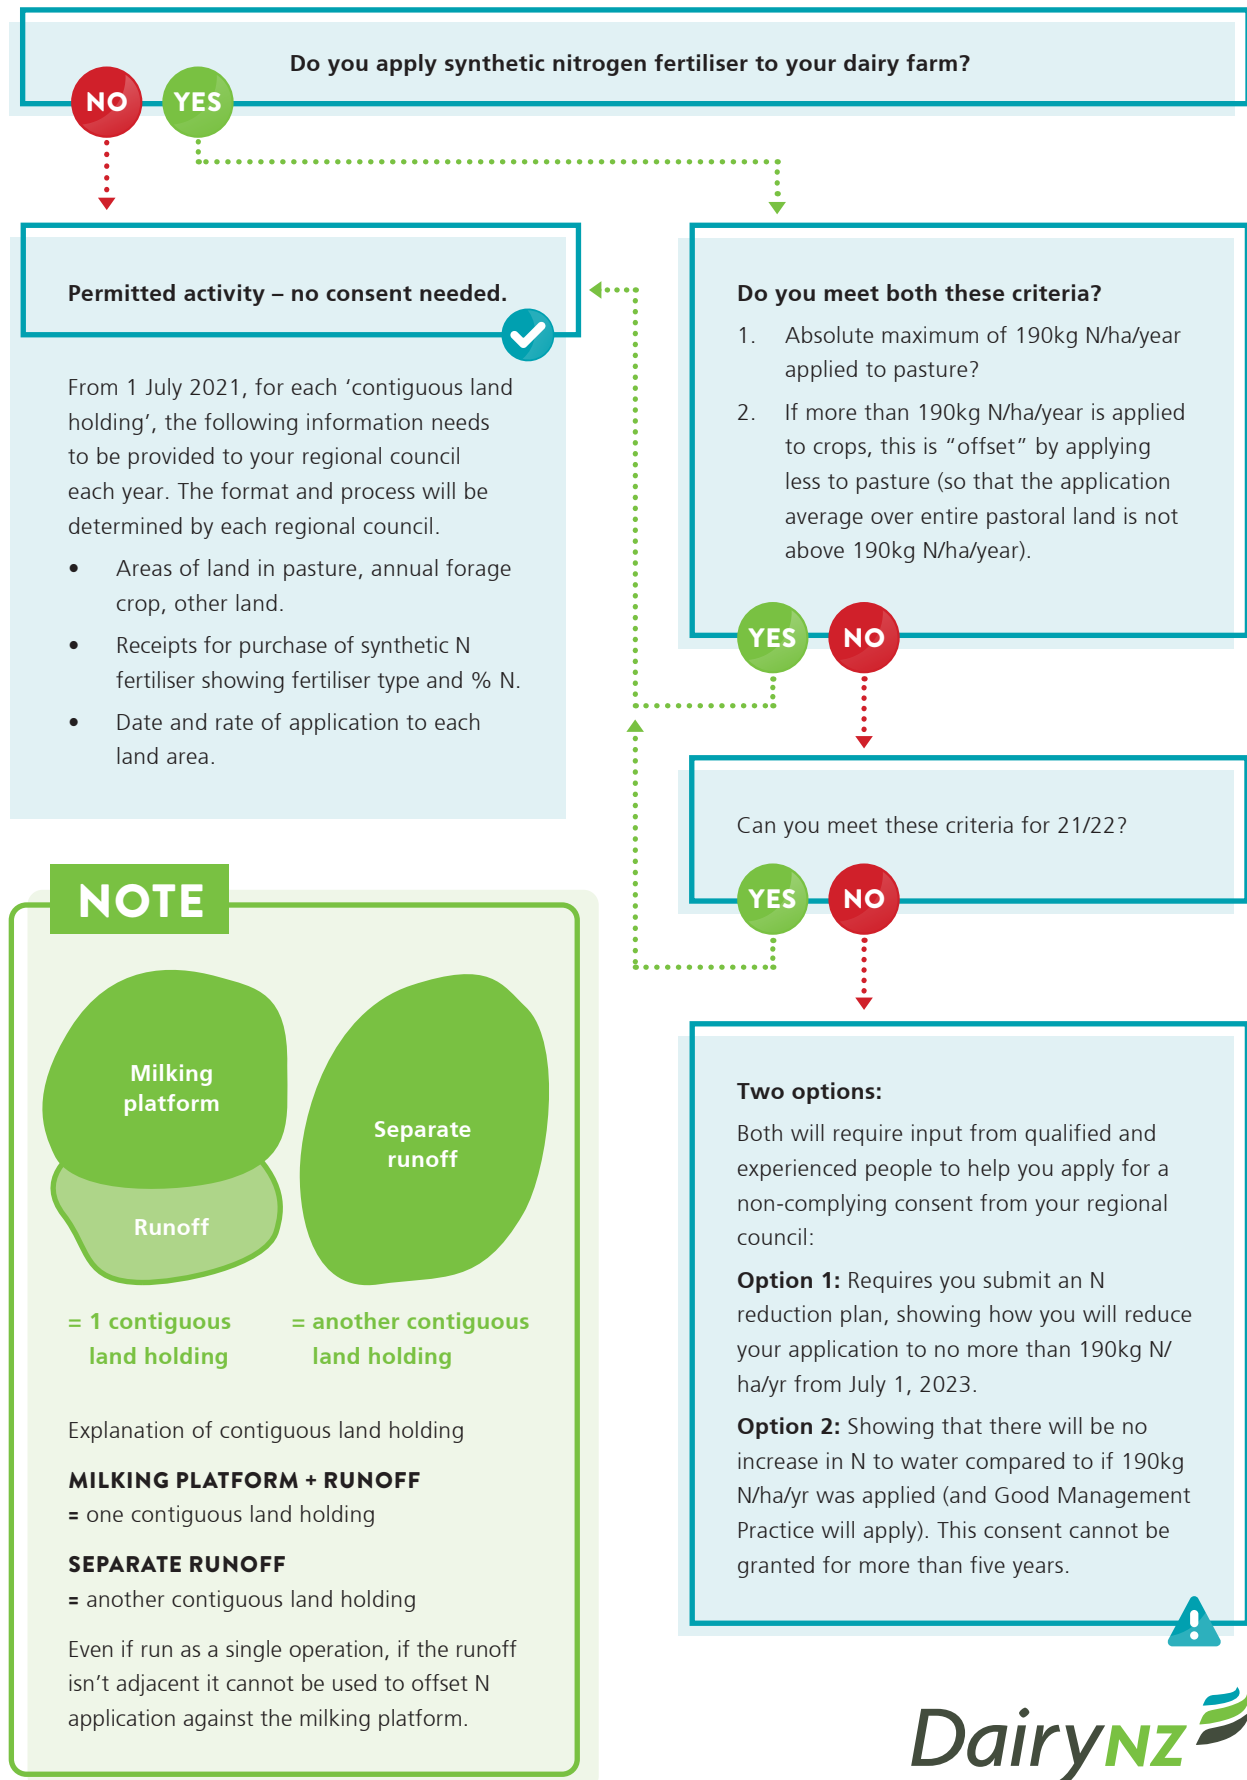 Do you apply synthetic nitrogen fertiliser to your dairy farm?
NO
YES
Permitted activity – no consent needed.
From 1 July 2021, for each ‘contiguous land
holding’, the following information needs
to be provided to your regional council
each year. The format and process will be
determined by each regional council.
• Areas of land in pasture, annual forage
crop, other land.
• Receipts for purchase of synthetic N
fertiliser showing fertiliser type and % N.
• Date and rate of application to each
land area.
Do you meet both these criteria?
1. Absolute maximum of 190kg N/ha/year
applied to pasture?
2. If more than 190kg N/ha/year is applied
to crops, this is “offset” by applying
less to pasture (so that the application
average over entire pastoral land is not
above 190kg N/ha/year).
YES
NO
Can you meet these criteria for 21/22?
YES
NO
Two options:
Both will require input from qualified and
experienced people to help you apply for a
non-complying consent from your regional
council:
Option 1: Requires you submit an N
reduction plan, showing how you will reduce
your application to no more than 190kg N/
ha/yr from July 1, 2023.
Option 2: Showing that there will be no
increase in N to water compared to if 190kg
N/ha/yr was applied (and Good Management
Practice will apply). This consent cannot be
granted for more than five years.
NOTE
Milking
platform
Runoff
Separate
runoff
= 1 contiguous
land holding
= another contiguous
land holding
Explanation of contiguous land holding
MILKING PLATFORM + RUNOFF
= one contiguous land holding
SEPARATE RUNOFF
= another contiguous land holding
Even if run as a single operation, if the runoff
isn’t adjacent it cannot be used to offset N
application against the milking platform.
DairyNZ